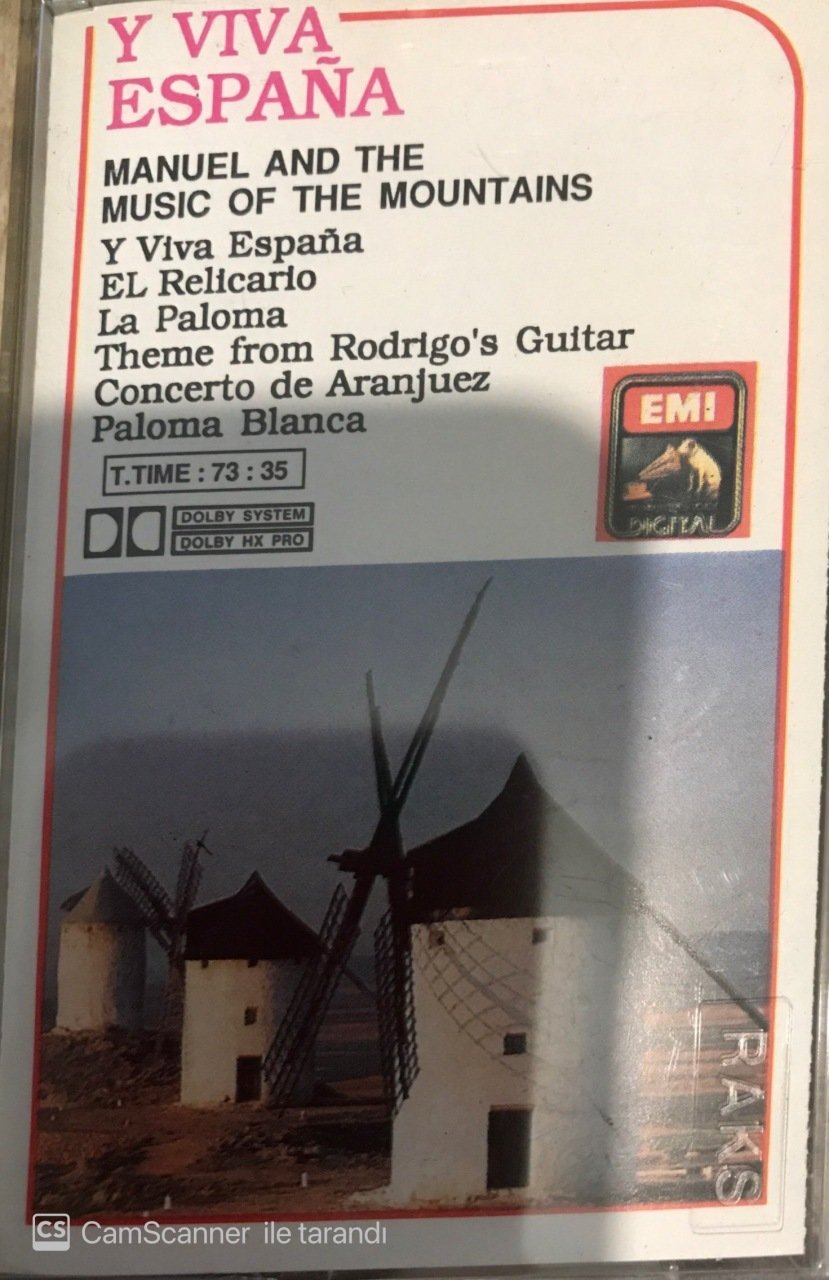 Y VIVA
ESPAÑA
MANUEL AND THE
MUSIC OF THE MOUNTAINS
Y Viva España
EL Relicario
La Paloma
Theme from Rodrigo's Guitar
Concerto de Aranjuez
Paloma Blanca
EMI
DIGITAL
T.TIME : 73 : 35
DOLBY SYSTEM
DOLBY HX PRO
RAKS
CS CamScanner ile tarandı